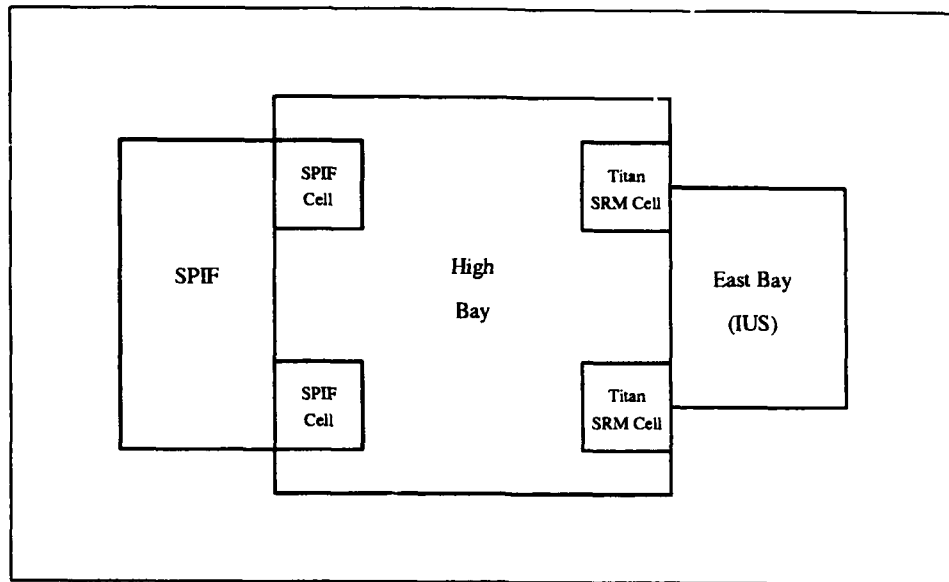 SPIF
Cell
Titan
SRM Cell
SPIF
High
Bay
East Bay
(IUS)
SPIF
Cell
Titan
SRM Cell